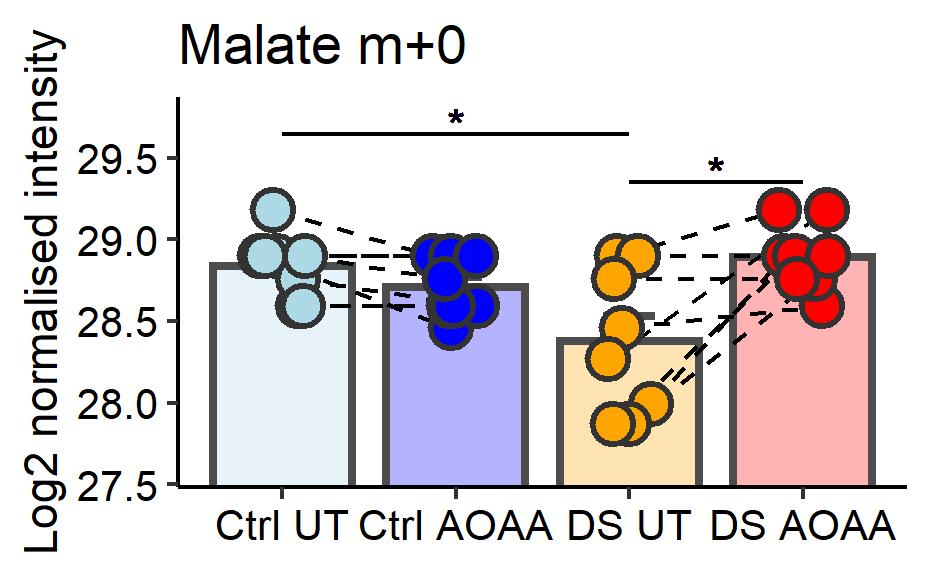 Malate m+0
Log2 normalised intensity
*
*
29.5
29.0
28.5
28.0
27.5
Ctrl UT Ctrl AOAA DS UT DS AOAA